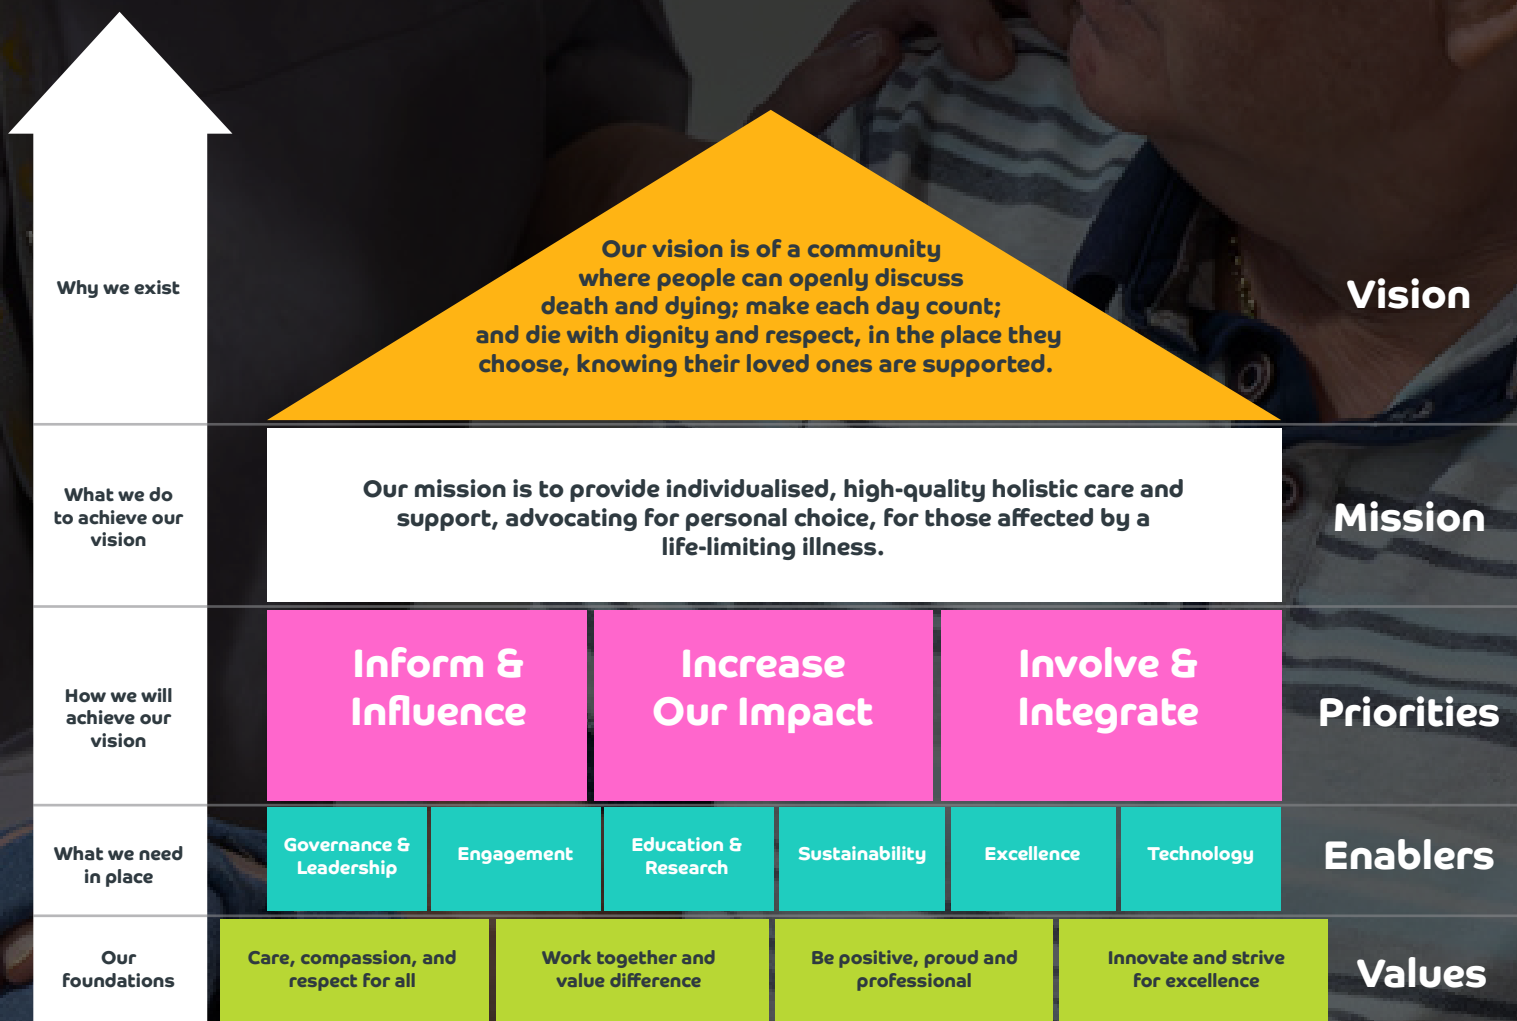 Why we exist
Our vision is of a community
where people can openly discuss
death and dying; make each day count;
and die with dignity and respect, in the place they
choose, knowing their loved ones are supported.
Vision
What we do
to achieve our
vision
Our mission is to provide individualised, high-quality holistic care and
support, advocating for personal choice, for those affected by a
life-limiting illness.
Mission
How we will
achieve our
vision
Inform &
Influence
Increase
Our Impact
Involve &
Integrate
Priorities
What we need
in place
Governance &
Leadership
Engagement
Education &
Research
Sustainability
Excellence
Technology
Enablers
Our
foundations
Care, compassion, and
respect for all
Work together and
value difference
Be positive, proud and
professional
Innovate and strive
for excellence
Values